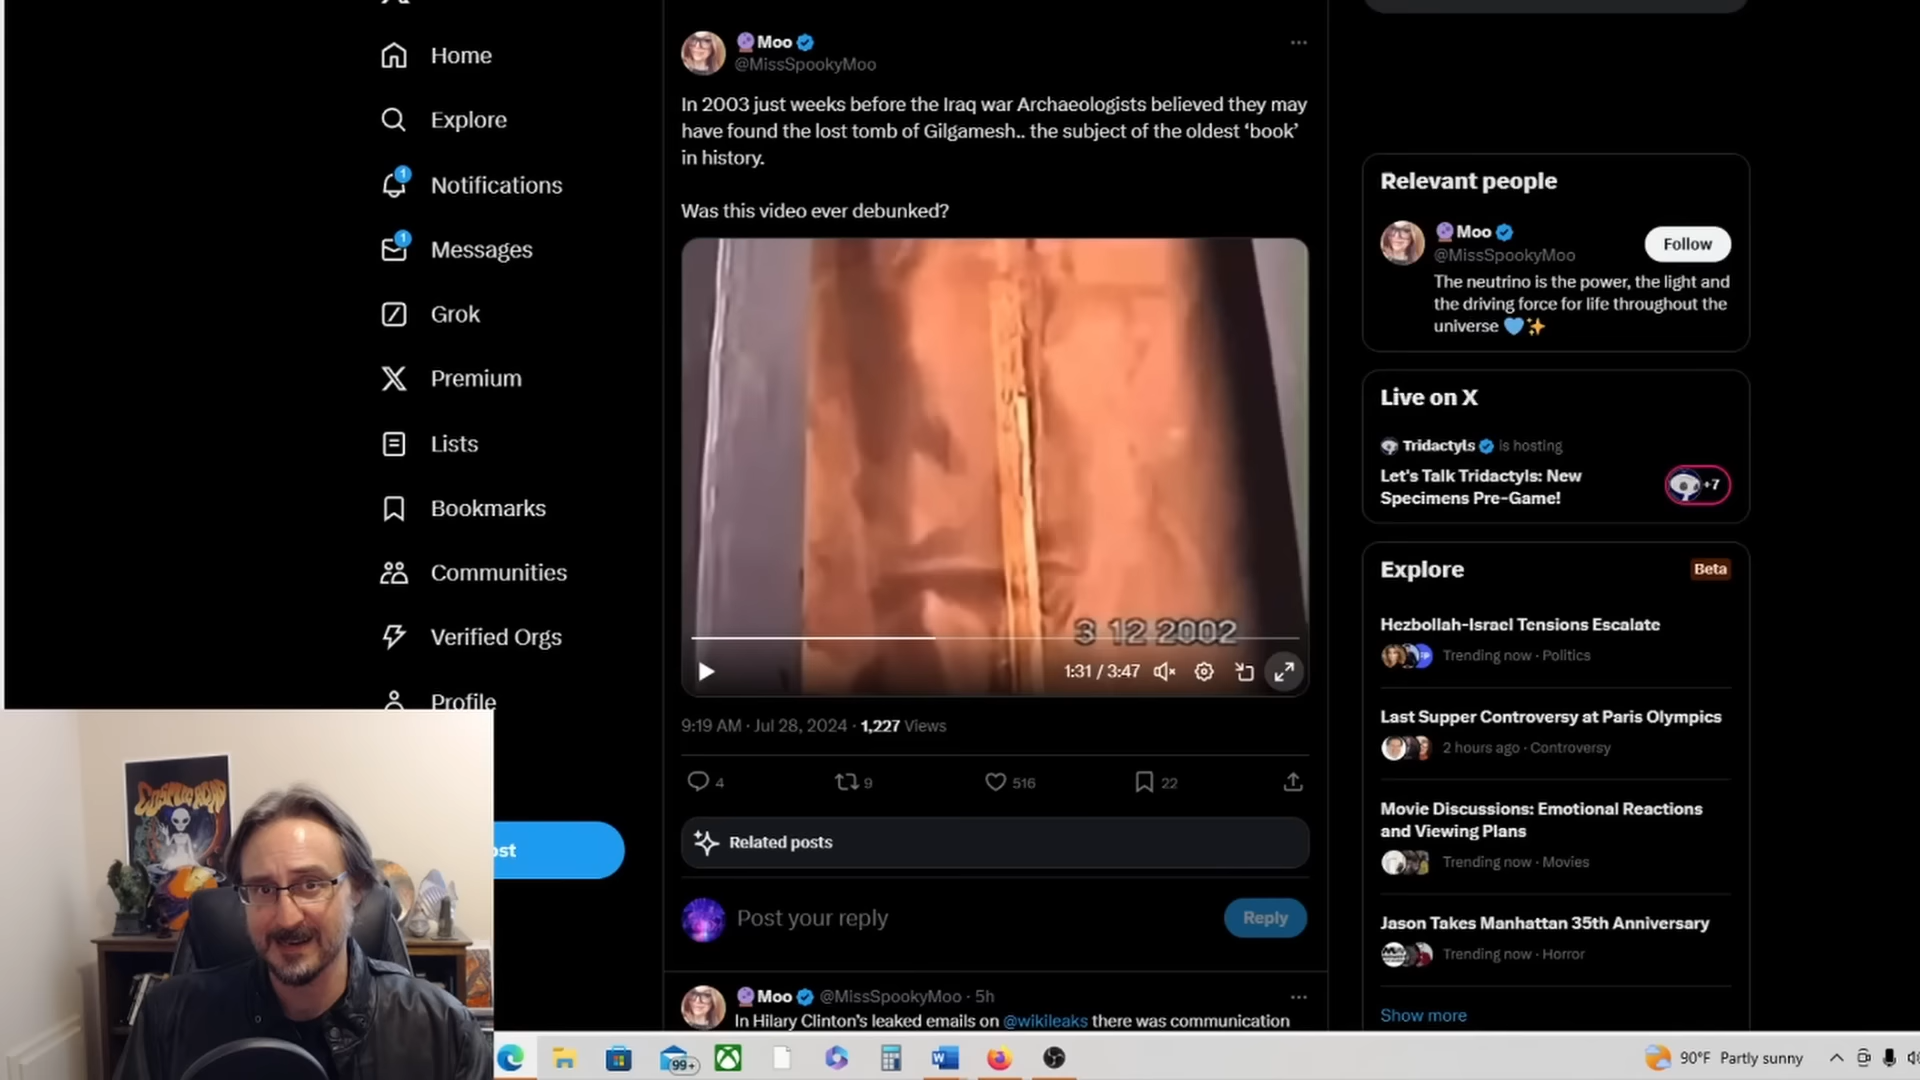 Home
Explore
1
Notifications
1
Messages
Grok
Premium
Lists
Bookmarks
Communities
Verified Orgs
Profile
ost
COSMIC ROAD
Moo
@MissSpookyMoo
In 2003 just weeks before the Iraq war Archaeologists believed they may
have found the lost tomb of Gilgamesh.. the subject of the oldest ‘book’
in history.
Was this video ever debunked?
3 12 2002
1:31 / 3:47
9:19 AM · Jul 28, 2024 · 1,227 Views
4
9
516
22
Related posts
Post your reply
Reply
Moo @MissSpookyMoo · 5h
In Hilary Clinton’s leaked emails on @wikileaks there was communication
Relevant people
Moo
@MissSpookyMoo
Follow
The neutrino is the power, the light and
the driving force for life throughout the
universe
Live on X
Tridactyls is hosting
Let's Talk Tridactyls: New
Specimens Pre-Game!
+7
Explore
Beta
Hezbollah-Israel Tensions Escalate
Trending now · Politics
Last Supper Controversy at Paris Olympics
2 hours ago · Controversy
Movie Discussions: Emotional Reactions
and Viewing Plans
Trending now · Movies
Jason Takes Manhattan 35th Anniversary
Trending now · Horror
Show more
99+
90°F Partly sunny